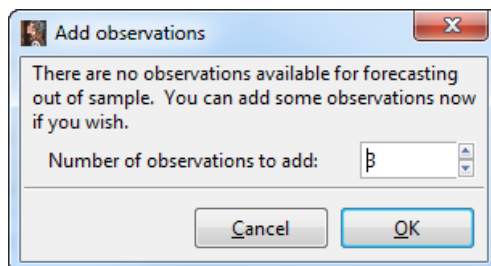 Add observations
There are no observations available for forecasting
out of sample. You can add some observations now
if you wish.
Number of observations to add: 3
Cancel OK